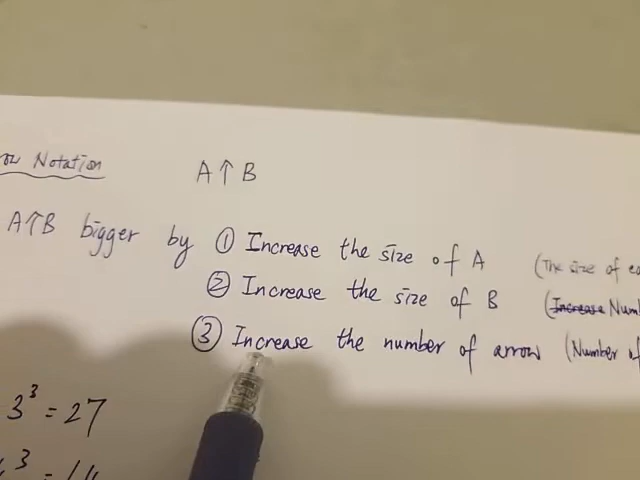 Notation
A↑B
A↑B bigger by ① Increase the size of A (The size of
② Increase the size of B (Increase
③ Increase the number of arrow (Number of
3³ = 27